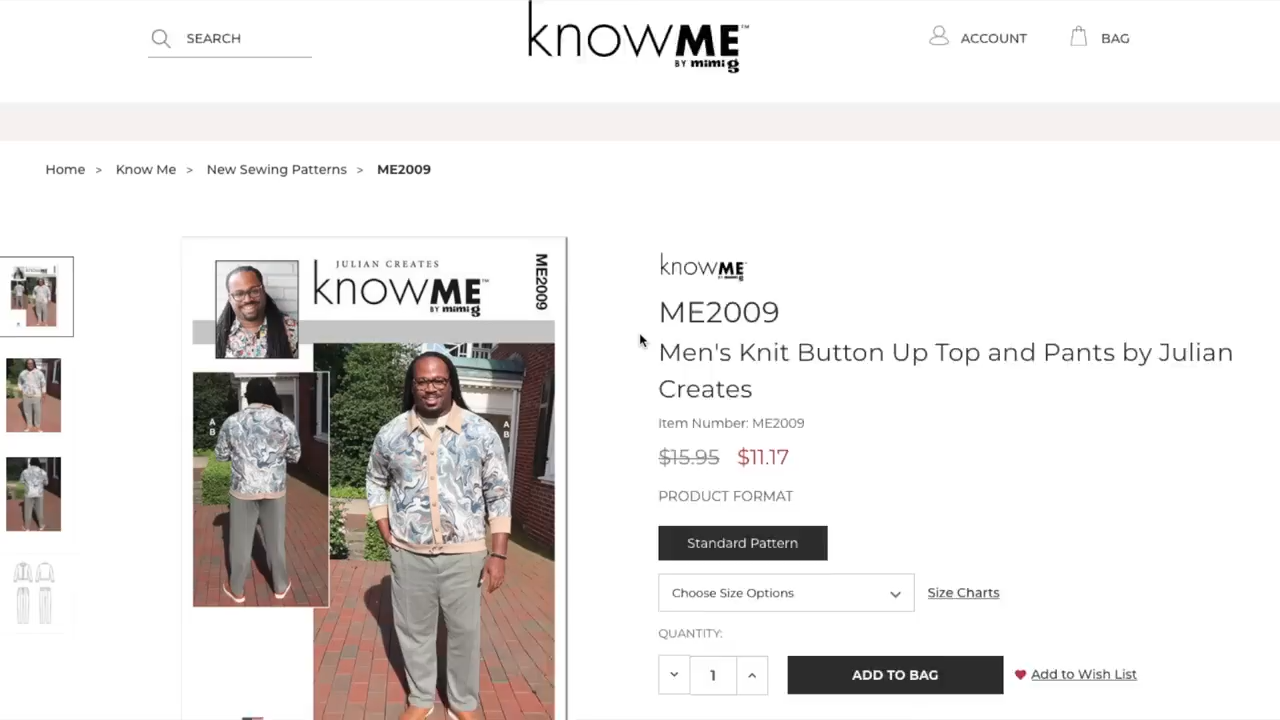 SEARCH
knowME™
BY mimi g
ACCOUNT
BAG
Home > Know Me > New Sewing Patterns > ME2009
JULIAN CREATES
knowME™
BY mimi g
ME2009
A
B
A
B
knowME
ME2009
Men's Knit Button Up Top and Pants by Julian
Creates
Item Number: ME2009
$15.95 $11.17
PRODUCT FORMAT
Standard Pattern
Choose Size Options
Size Charts
QUANTITY:
1
ADD TO BAG
Add to Wish List